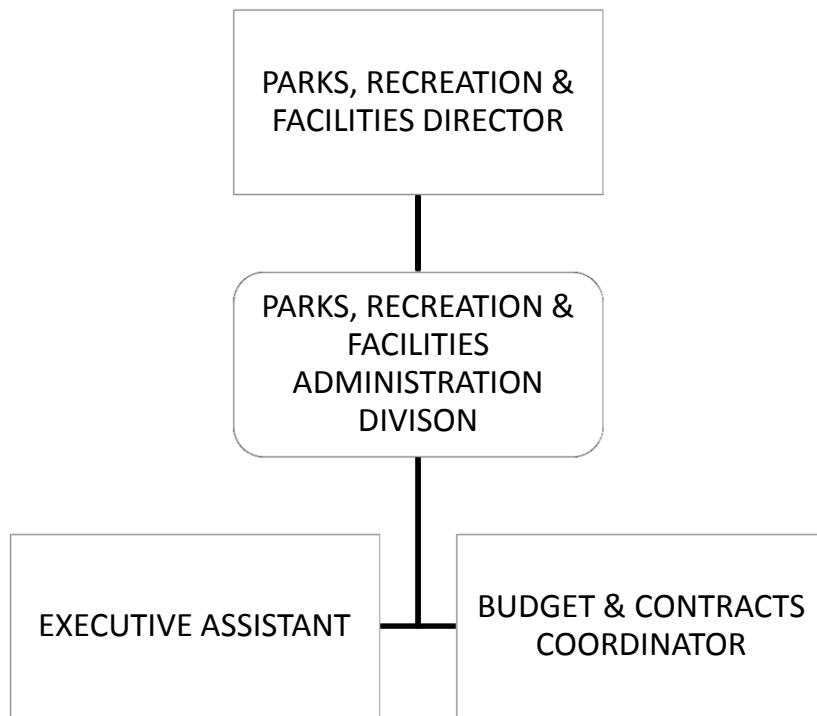 PARKS, RECREATION &
FACILITIES DIRECTOR
PARKS, RECREATION &
FACILITIES
ADMINISTRATION
DIVISON
EXECUTIVE ASSISTANT
BUDGET & CONTRACTS
COORDINATOR